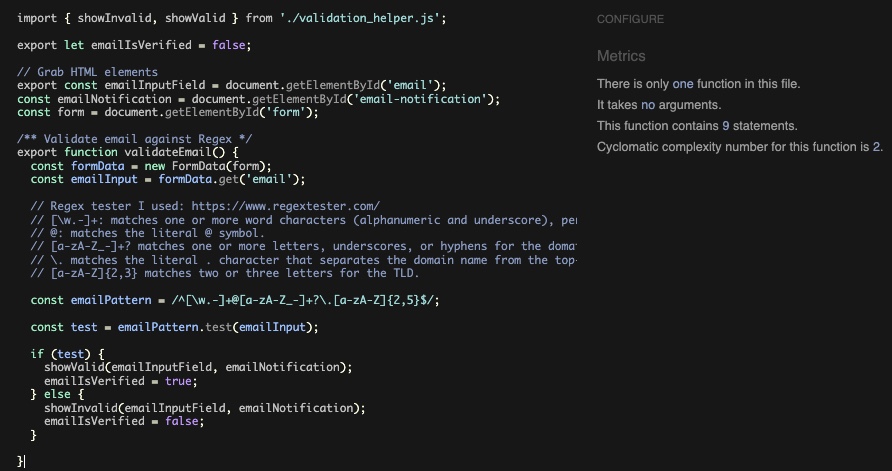 import { showInvalid, showValid } from './validation_helper.js';
export let emailIsVerified = false;
// Grab HTML elements
export const emailInputField = document.getElementById('email');
const emailNotification = document.getElementById('email-notification');
const form = document.getElementById('form');
/** Validate email against Regex */
export function validateEmail() {
const formData = new FormData(form);
const emailInput = formData.get('email');
// Regex tester I used: https://www.regextester.com/
// [\w.-]+: matches one or more word characters (alphanumeric and underscore), per
// @: matches the literal @ symbol.
// [a-zA-Z_-]+? matches one or more letters, underscores, or hyphens for the domai
// \. matches the literal . character that separates the domain name from the top-
// [a-zA-Z]{2,3} matches two or three letters for the TLD.
const emailPattern = /^[\w.-]+@[a-zA-Z_-]+?\.[a-zA-Z]{2,5}$/;
const test = emailPattern.test(emailInput);
if (test) {
showValid(emailInputField, emailNotification);
emailIsVerified = true;
} else {
showInvalid(emailInputField, emailNotification);
emailIsVerified = false;
}
}
CONFIGURE
Metrics
There is only one function in this file.
It takes no arguments.
This function contains 9 statements.
Cyclomatic complexity number for this function is 2.